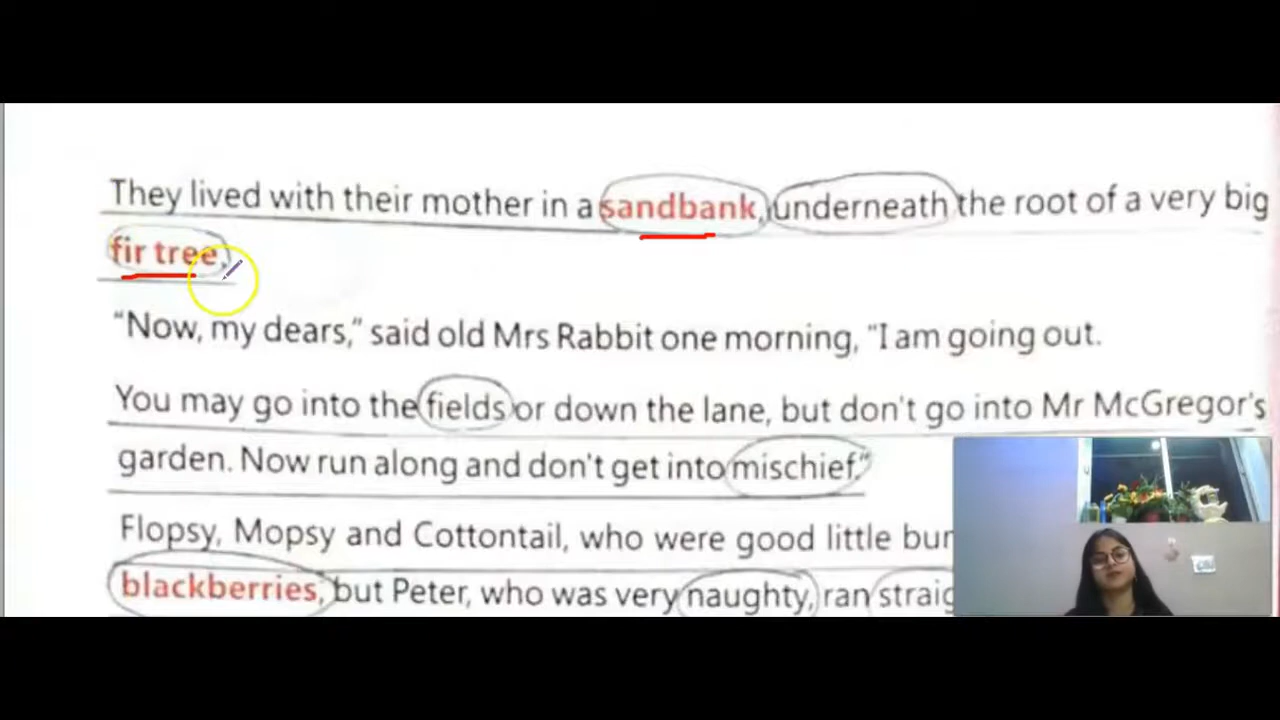 They lived with their mother in a sandbank, underneath the root of a very big
fir tree.
“Now, my dears,” said old Mrs Rabbit one morning, “I am going out.
You may go into the fields or down the lane, but don't go into Mr McGregor's
garden. Now run along and don't get into mischief.”
Flopsy, Mopsy and Cottontail, who were good little
blackberries, but Peter, who was very naughty, ran